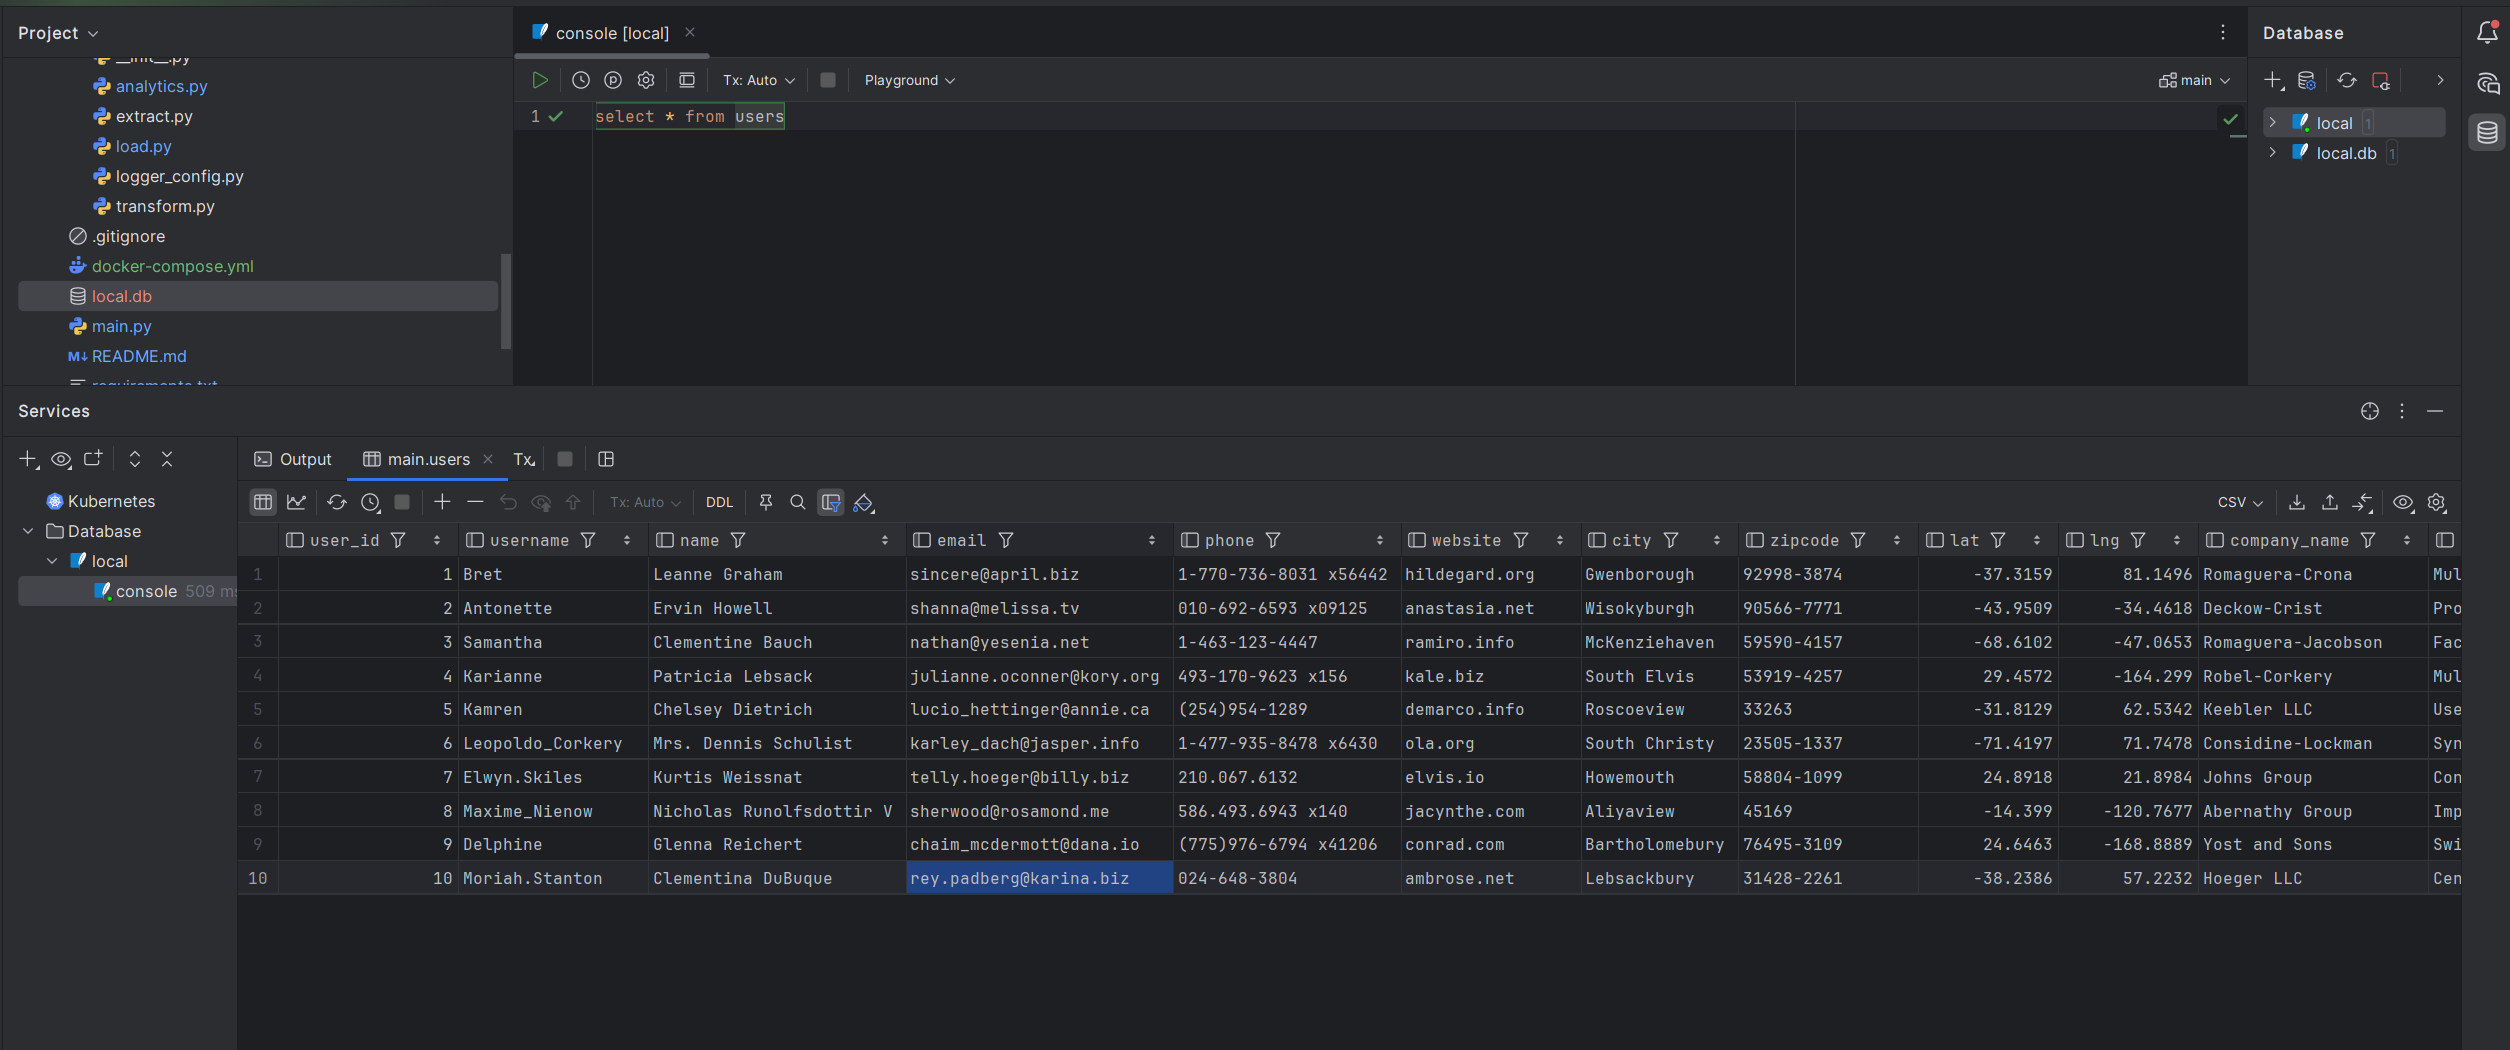 Project
console [local]
Database
__init__.py
analytics.py
extract.py
load.py
logger_config.py
transform.py
.gitignore
docker-compose.yml
local.db
main.py
README.md
requirements.txt
Tx: Auto
Playground
main
1 select * from users
local 1
local.db 1
Services
Output
main.users
Tx
Kubernetes
Database
local
console 509 ms
Tx: Auto
DDL
CSV
user_id username name email phone website city zipcode lat lng company_name
1 1 Bret Leanne Graham sincere@april.biz 1-770-736-8031 x56442 hildegard.org Gwenborough 92998-3874 -37.3159 81.1496 Romaguera-Crona Mul
2 2 Antonette Ervin Howell shanna@melissa.tv 010-692-6593 x09125 anastasia.net Wisokyburgh 90566-7771 -43.9509 -34.4618 Deckow-Crist Pro
3 3 Samantha Clementine Bauch nathan@yesenia.net 1-463-123-4447 ramiro.info McKenziehaven 59590-4157 -68.6102 -47.0653 Romaguera-Jacobson Fac
4 4 Karianne Patricia Lebsack julianne.oconner@kory.org 493-170-9623 x156 kale.biz South Elvis 53919-4257 29.4572 -164.299 Robel-Corkery Mul
5 5 Kamren Chelsey Dietrich lucio_hettinger@annie.ca (254)954-1289 demarco.info Roscoeview 33263 -31.8129 62.5342 Keebler LLC Use
6 6 Leopoldo_Corkery Mrs. Dennis Schulist karley_dach@jasper.info 1-477-935-8478 x6430 ola.org South Christy 23505-1337 -71.4197 71.7478 Considine-Lockman Syn
7 7 Elwyn.Skiles Kurtis Weissnat telly.hoeger@billy.biz 210.067.6132 elvis.io Howemouth 58804-1099 24.8918 21.8984 Johns Group Con
8 8 Maxime_Nienow Nicholas Runolfsdottir V sherwood@rosamond.me 586.493.6943 x140 jacynthe.com Aliyaview 45169 -14.399 -120.7677 Abernathy Group Imp
9 9 Delphine Glenna Reichert chaim_mcdermott@dana.io (775)976-6794 x41206 conrad.com Bartholomebury 76495-3109 24.6463 -168.8889 Yost and Sons Swi
10 10 Moriah.Stanton Clementina DuBuque rey.padberg@karina.biz 024-648-3804 ambrose.net Lebsackbury 31428-2261 -38.2386 57.2232 Hoeger LLC Cen